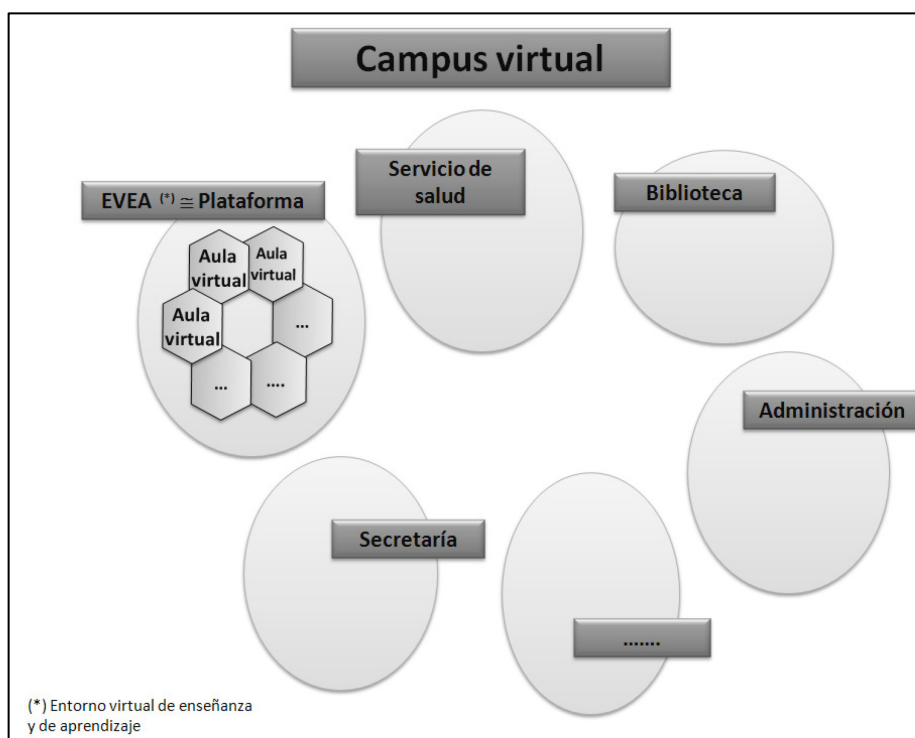 Campus virtual
Servicio de
salud
Biblioteca
EVEA (*) ≅ Plataforma
Aula
virtual
Aula
virtual
Aula
virtual
...
...
....
Administración
Secretaría
.......
(*) Entorno virtual de enseñanza
y de aprendizaje